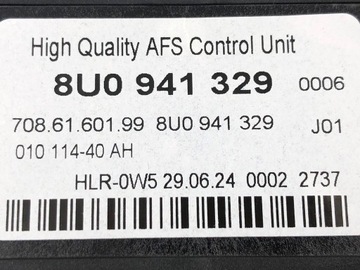 High Quality AFS Control Unit
8U0 941 329 0006
708.61.601.99 8U0 941 329 J01
010 114-40 AH
HLR-0W5 29.06.24 0002 2737